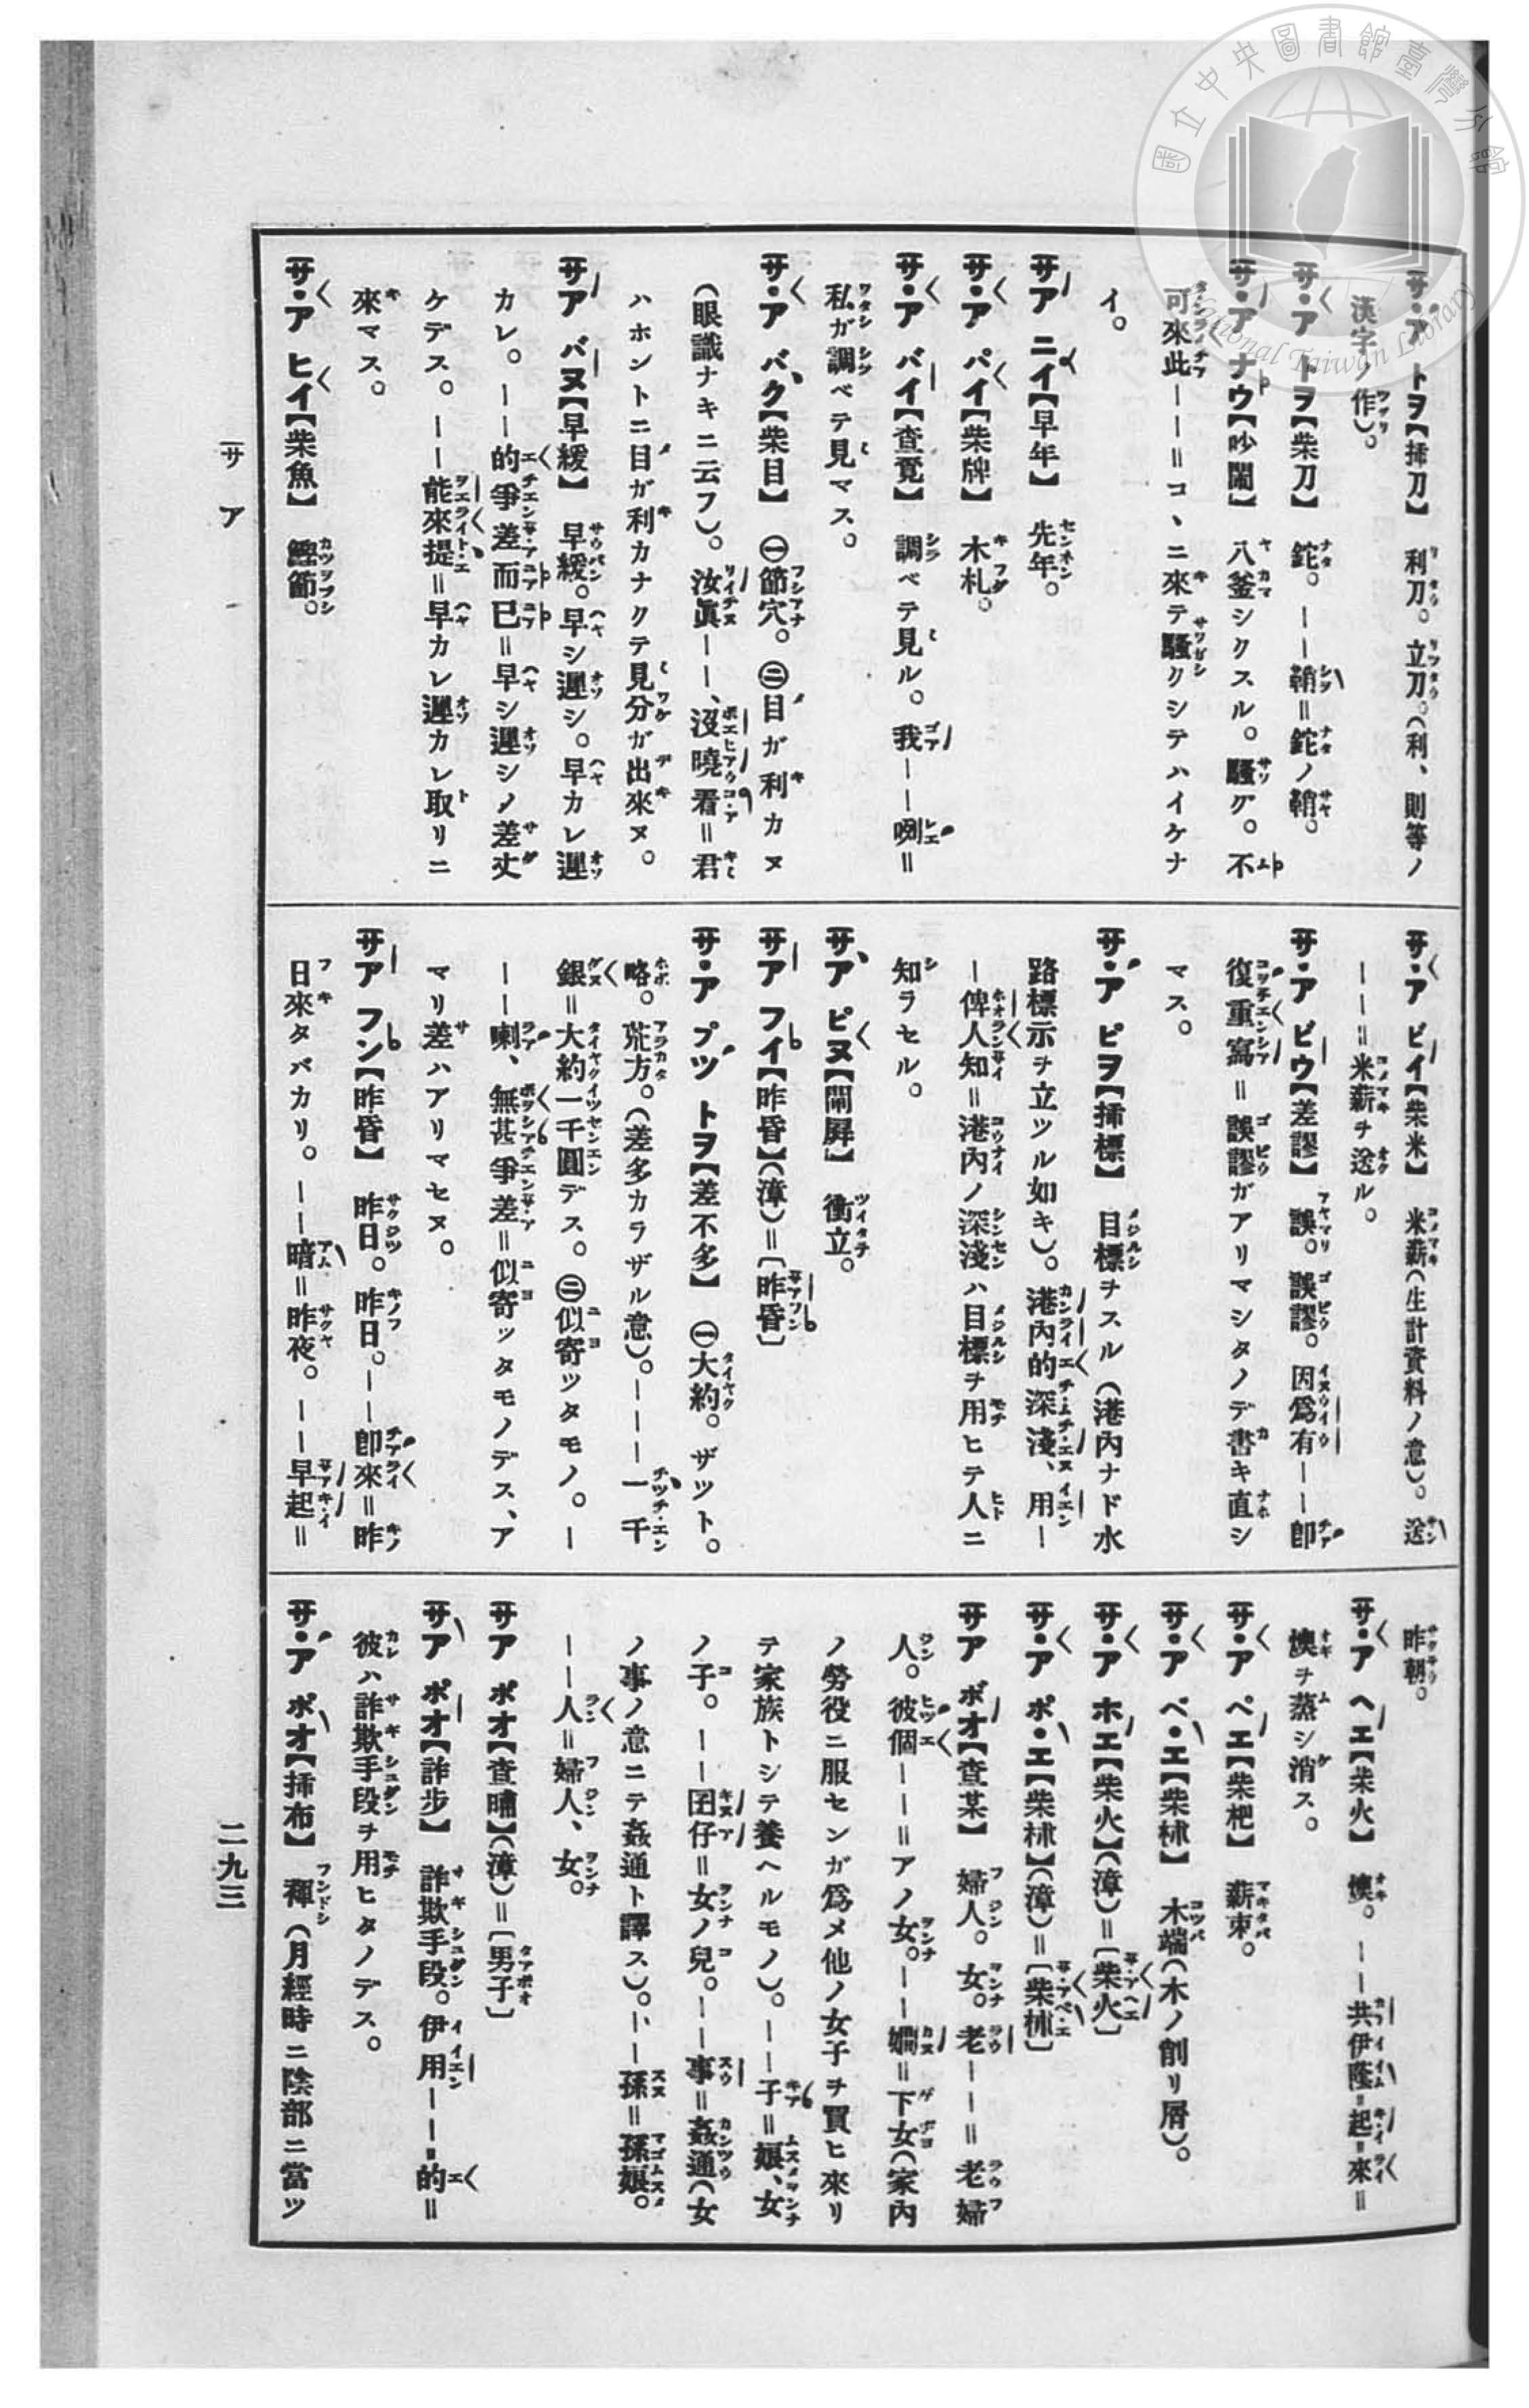 サ・ア トヲ【揷刀】 利刀。立刀。（利、則等ノ
漢字ノ作）。
サ・ア トヲ【柴刀】 鉈。——鞘＝鉈ノ鞘。
サ・ア ナウ【吵鬧】 八釜シクスル。騷グ。不
可來此——＝コヽニ來テ騷クシテハイケナ
イ。
サア ニイ【早年】 先年。
サ・ア パイ【柴牌】 木札。
サ・ア バイ【查覓】 調ベテ見ル。我——咧＝
私ガ調ベテ見マス。
サ・ア バク【柴目】 ㊀節穴。㊁目ガ利カヌ
（眼識ナキニ云フ）。汝眞——、沒曉看＝君
ハホントニ目ガ利カナクテ見分ガ出來ヌ。
サア バヌ【早緩】 早緩。早シ遲シ。早カレ遲
カレ。——的爭差而已＝早シ遲シノ差丈
ケデス。——能來提＝早カレ遲カレ取リニ
來マス。
サ・ア ヒイ【柴魚】 鰹節。
サ・ア ビイ【柴米】 米薪（生計資料ノ意）。送
——＝米薪ヲ送ル。
サ・ア ビウ【差謬】 誤。誤謬。因爲有——卽
復重寫＝誤謬ガアリマシタノデ書キ直シ
マス。
サ・ア ピヲ【揷標】 目標ヲスル（港內ナド水
路標示ヲ立ツル如キ）。港內的深淺、用—
—俾人知＝港內ノ深淺ハ目標ヲ用ヒテ人ニ
知ラセル。
サ、ア ピヌ【閘屛】 衝立。
サア フイ【昨昏】（漳）＝〔昨昏〕
サ・ア プツ トヲ【差不多】 ㊀大約。ザツト。
略。荒方。（差多カラザル意）。———一千
銀＝大約一千圓デス。㊁似寄ツタモノ。—
——喇、無甚爭差＝似寄ツタモノデス、ア
マリ差ハアリマセヌ。
サア フン【昨昏】 昨日。昨日。——卽來＝昨
日來タバカリ。——暗＝昨夜。——早起＝
昨朝。
サ・ア ヘエ【柴火】 燠。——共伊蔭起來＝
燠ヲ蒸シ消ス。
サ・ア ペエ【柴杷】 薪束。
サ・ア ペ・エ【柴杮】 木端（木ノ削リ屑）。
サ・ア ホエ【柴火】（漳）＝〔柴火〕
サ・ア ポ・エ【柴杮】（漳）＝〔柴杮〕
サア ボオ【查某】 婦人。女。老——＝老婦
人。彼個——＝アノ女。——嫺＝下女（家內
ノ勞役ニ服センガ爲メ他ノ女子ヲ買ヒ來リ
テ家族トシテ養ヘルモノ）。——子＝娘、女
ノ子。——囝仔＝女ノ兒。——事＝姦通（女
ノ事ノ意ニテ姦通ト譯ス）。——孫＝孫娘。
——人＝婦人、女。
サア ポオ【查晡】（漳）＝〔男子〕
サア ポオ【詐步】 詐欺手段。伊用——的＝
彼ハ詐欺手段ヲ用ヒタノデス。
サ・ア ポオ【揷布】 褌（月經時ニ陰部ニ當ツ
サ ア
二九三
國立中央圖書館臺灣分館
National Taiwan Library